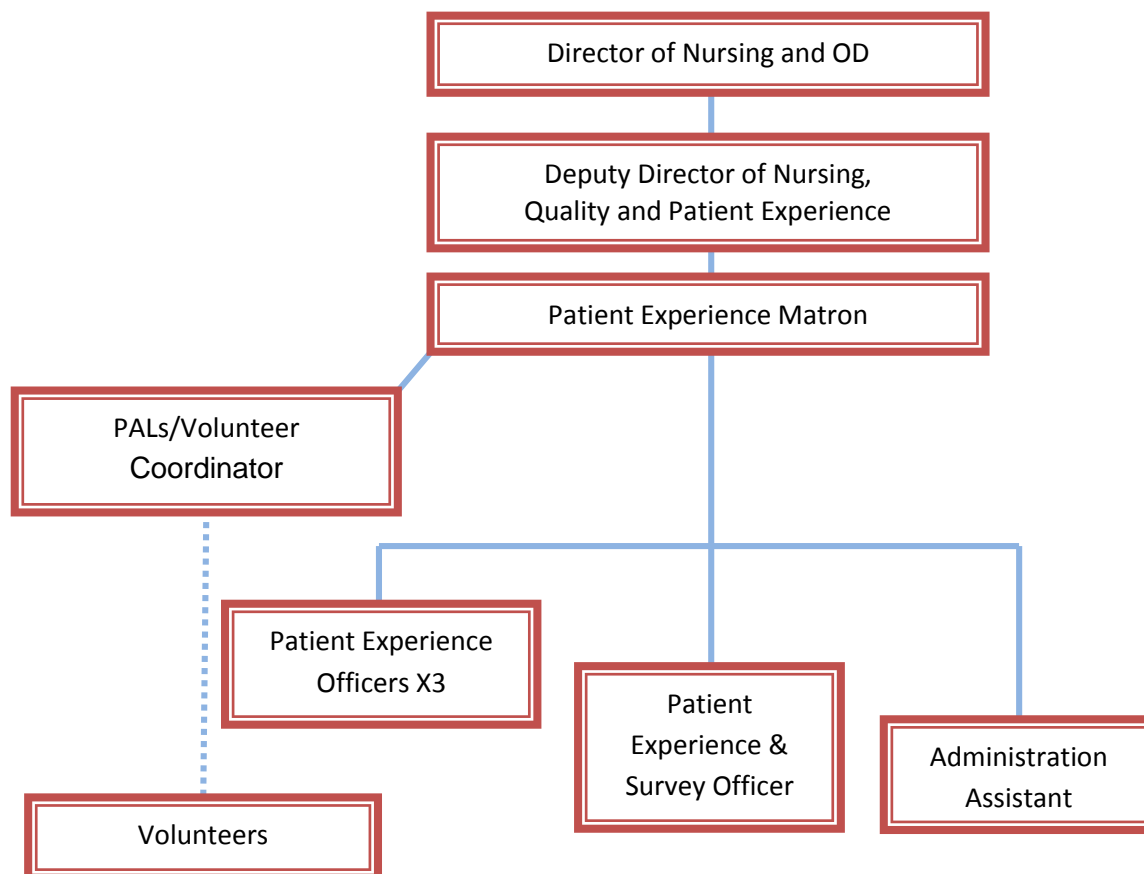 Director of Nursing and OD
Deputy Director of Nursing,
Quality and Patient Experience
Patient Experience Matron
PALs/Volunteer
Coordinator
Patient Experience
Officers X3
Patient
Experience &
Survey Officer
Administration
Assistant
Volunteers